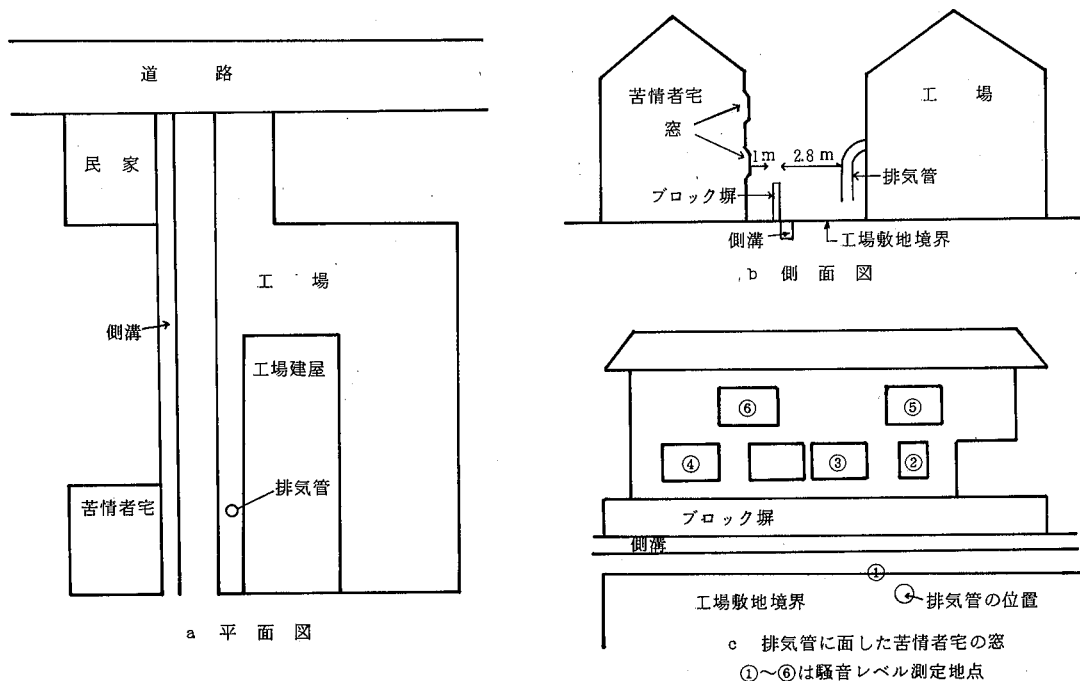 道 路
民 家
工 場
側溝
工場建屋
排気管
苦情者宅
a 平 面 図
苦情者宅
窓
工 場
1m
2.8 m
排気管
ブロック塀
側溝
工場敷地境界
b 側 面 図
⑥
⑤
④
③
②
ブロック塀
側溝
①
工場敷地境界
排気管の位置
c 排気管に面した苦情者宅の窓
①~⑥は騒音レベル測定地点